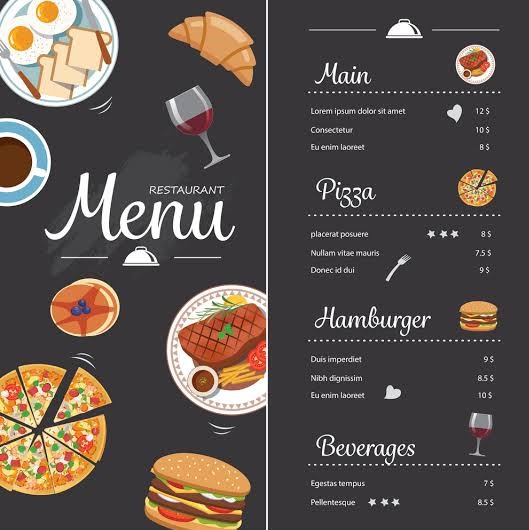 RESTAURANT
Menu
Main
Lorem ipsum dolor sit amet 12 $
Consectetur 10 $
Eu enim laoreet 8 $
Pizza
placerat posuere 8 $
Nullam vitae mauris 7.5 $
Donec id dui 9 $
Hamburger
Duis imperdiet 9 $
Nibh dignissim 8.5 $
Eu enim laoreet 10 $
Beverages
Egestas tempus 7 $
Pellentesque 8.5 $